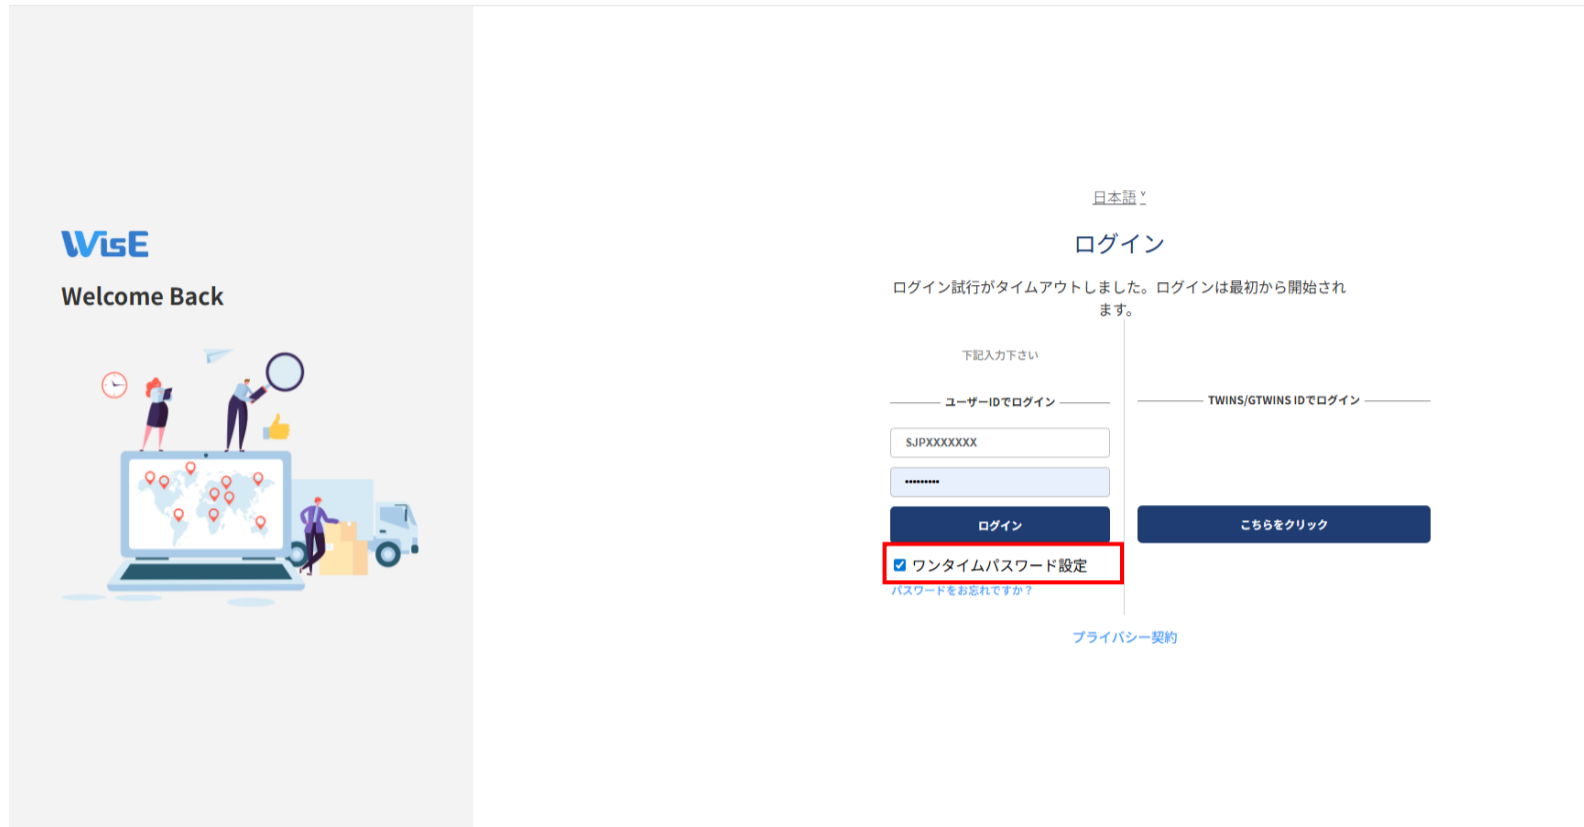 WisE
Welcome Back
日本語 ˅
ログイン
ログイン試行がタイムアウトしました。ログインは最初から開始され
ます。
下記入力下さい
ユーザーIDでログイン
SJPXXXXXXX
•••••••••
ログイン
ワンタイムパスワード設定
パスワードをお忘れですか？
TWINS/GTWINS IDでログイン
こちらをクリック
プライバシー契約